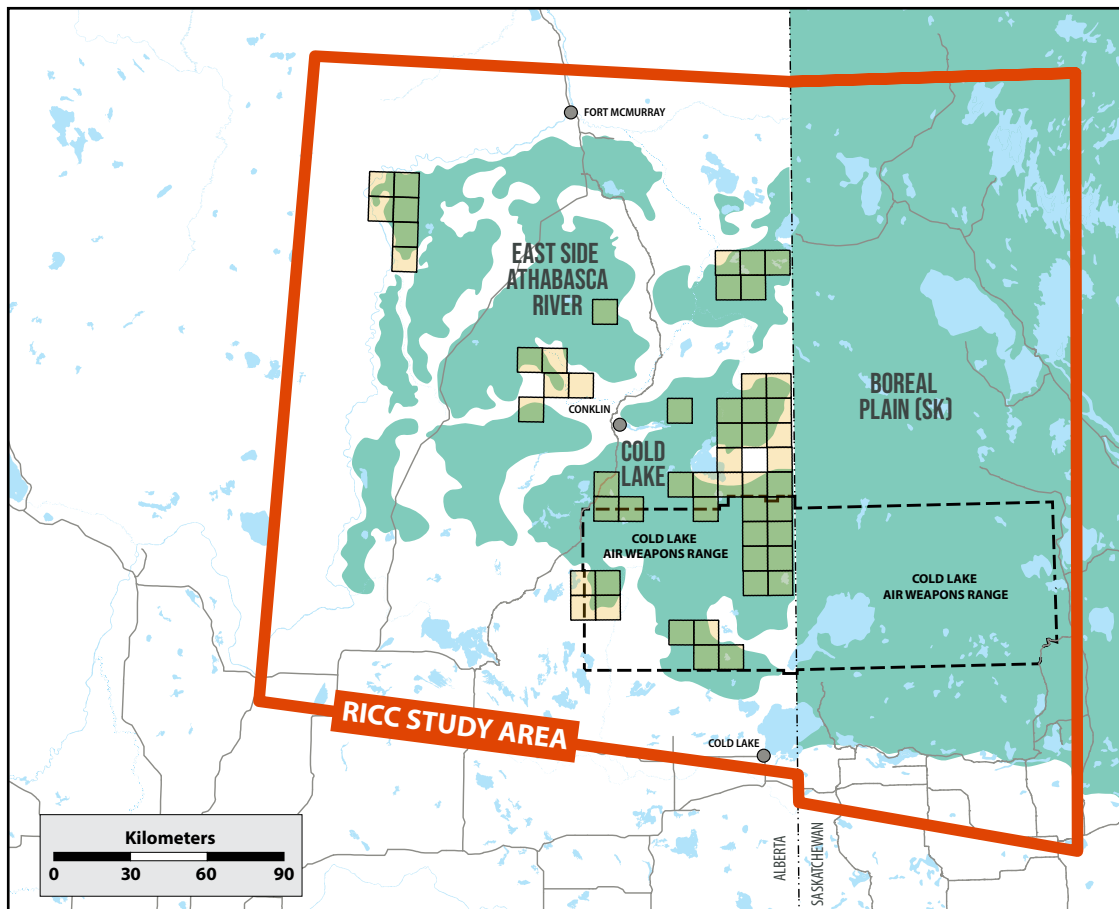 FORT MCMURRAY
EAST SIDE
ATHABASCA
RIVER
BOREAL
PLAIN (SK)
CONKLIN
COLD
LAKE
COLD LAKE
AIR WEAPONS RANGE
COLD LAKE
AIR WEAPONS RANGE
RICC STUDY AREA
COLD LAKE
Kilometers
0 30 60 90
ALBERTA
SASKATCHEWAN